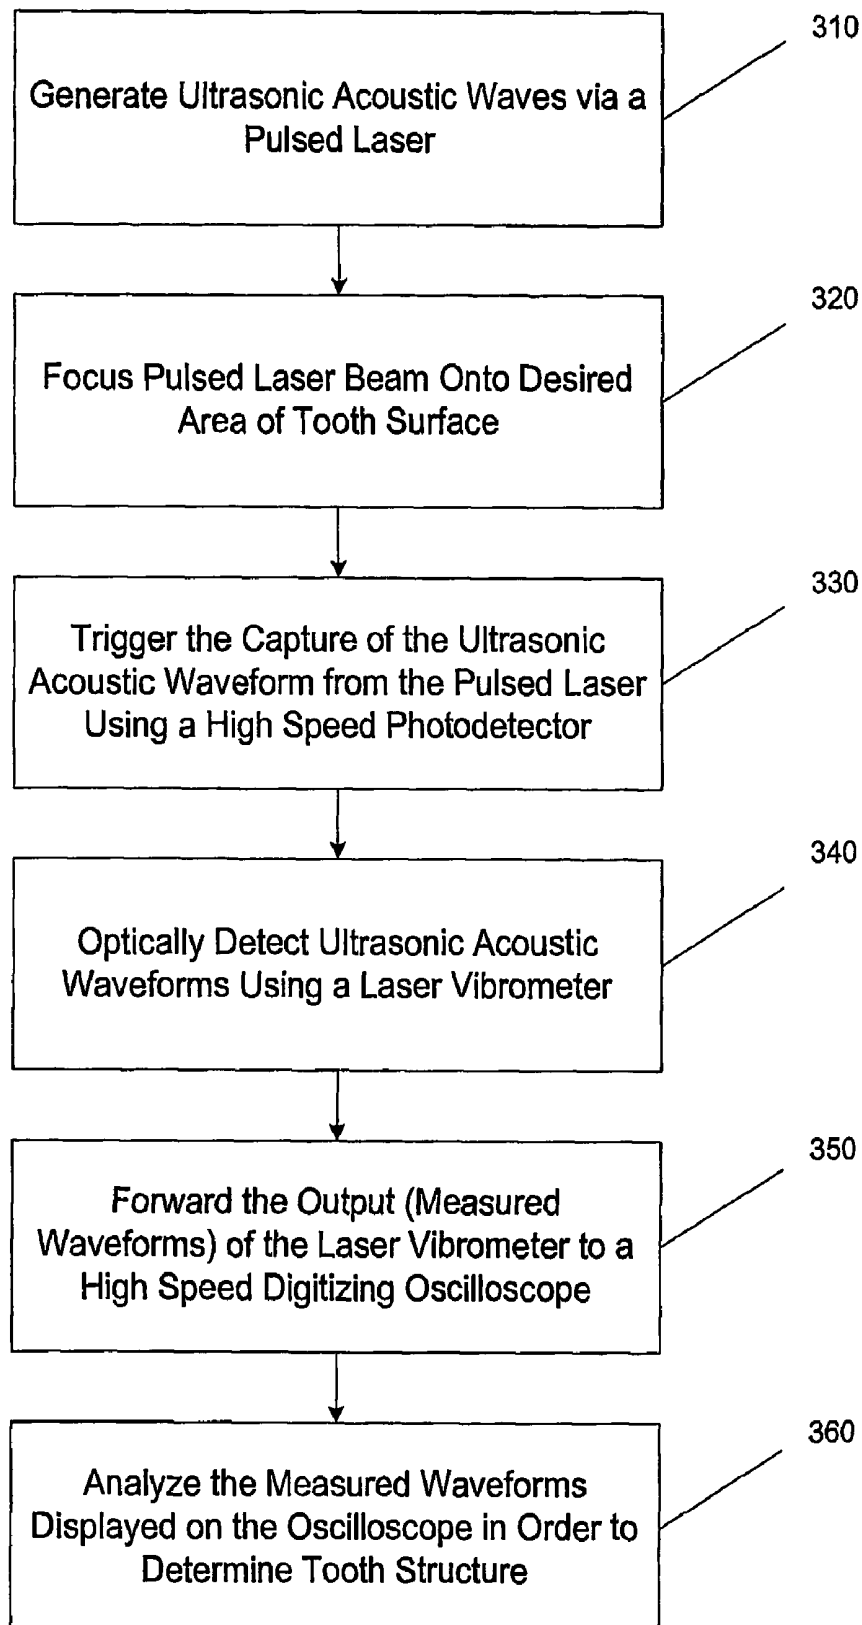 310
Generate Ultrasonic Acoustic Waves via a
Pulsed Laser
320
Focus Pulsed Laser Beam Onto Desired
Area of Tooth Surface
330
Trigger the Capture of the Ultrasonic
Acoustic Waveform from the Pulsed Laser
Using a High Speed Photodetector
340
Optically Detect Ultrasonic Acoustic
Waveforms Using a Laser Vibrometer
350
Forward the Output (Measured
Waveforms) of the Laser Vibrometer to a
High Speed Digitizing Oscilloscope
360
Analyze the Measured Waveforms
Displayed on the Oscilloscope in Order to
Determine Tooth Structure